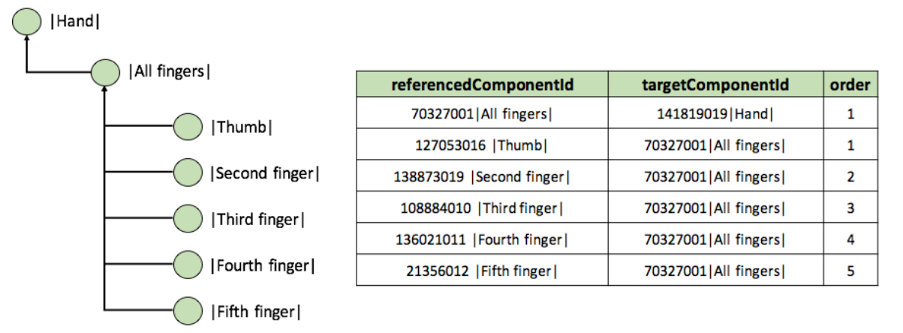 |Hand|
|All fingers|
|Thumb|
|Second finger|
|Third finger|
|Fourth finger|
|Fifth finger|
referencedComponentId targetComponentId order
70327001|All fingers| 141819019|Hand| 1
127053016 |Thumb| 70327001|All fingers| 1
138873019 |Second finger| 70327001|All fingers| 2
108884010 |Third finger| 70327001|All fingers| 3
136021011 |Fourth finger| 70327001|All fingers| 4
21356012 |Fifth finger| 70327001|All fingers| 5